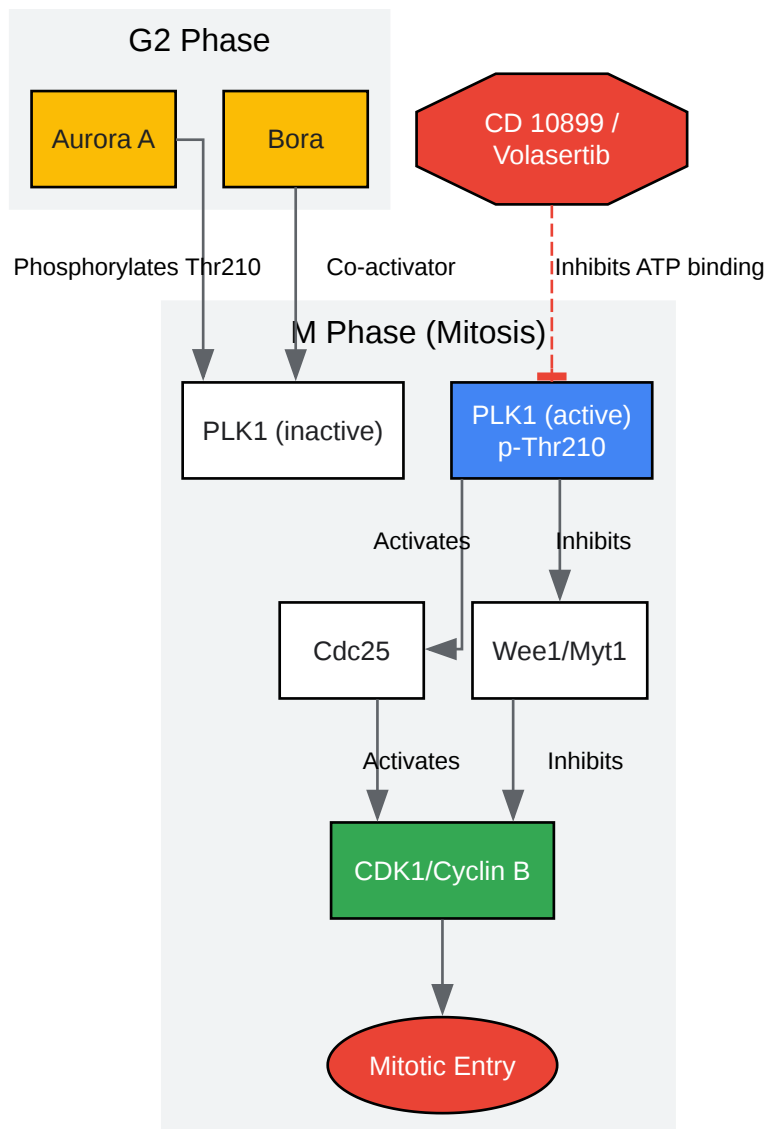 G2 Phase
Aurora A
Bora
CD 10899 /
Volasertib
Phosphorylates Thr210
Co-activator
Inhibits ATP binding
M Phase (Mitosis)
PLK1 (inactive)
PLK1 (active)
p-Thr210
Activates
Inhibits
Cdc25
Wee1/Myt1
Activates
Inhibits
CDK1/Cyclin B
Mitotic Entry